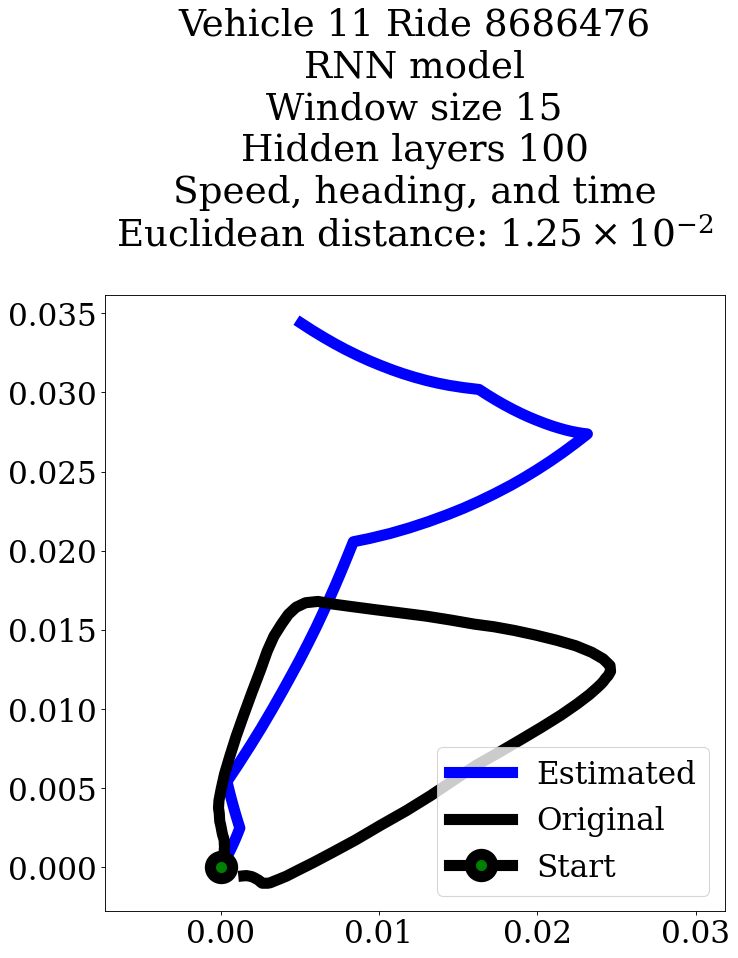 Vehicle 11 Ride 8686476
RNN model
Window size 15
Hidden layers 100
Speed, heading, and time
Euclidean distance: 1.25 × 10⁻²
0.035
0.030
0.025
0.020
0.015
0.010
0.005
0.000
Estimated
Original
Start
0.00 0.01 0.02 0.03